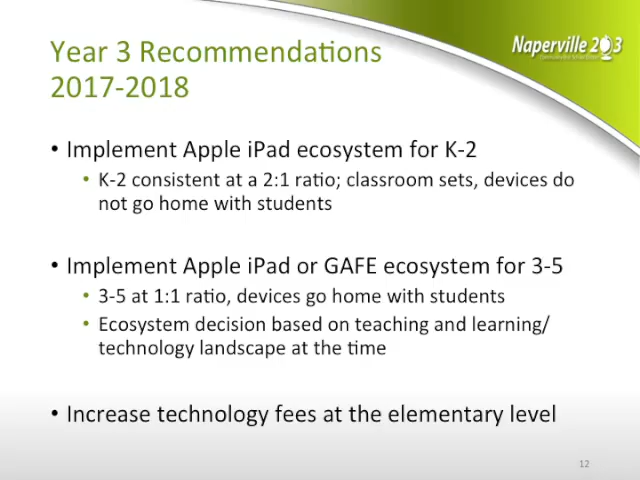 Naperville 203
Year 3 Recommendations
2017-2018
• Implement Apple iPad ecosystem for K-2
• K-2 consistent at a 2:1 ratio; classroom sets, devices do
not go home with students
• Implement Apple iPad or GAFE ecosystem for 3-5
• 3-5 at 1:1 ratio, devices go home with students
• Ecosystem decision based on teaching and learning/
technology landscape at the time
• Increase technology fees at the elementary level
12